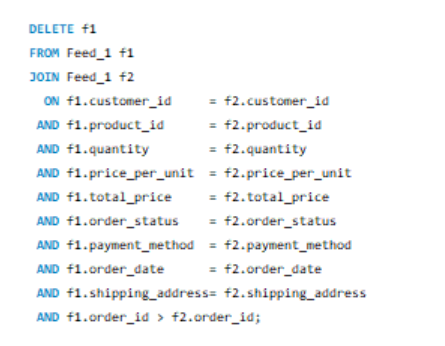 DELETE f1
FROM Feed_1 f1
JOIN Feed_1 f2
ON f1.customer_id = f2.customer_id
AND f1.product_id = f2.product_id
AND f1.quantity = f2.quantity
AND f1.price_per_unit = f2.price_per_unit
AND f1.total_price = f2.total_price
AND f1.order_status = f2.order_status
AND f1.payment_method = f2.payment_method
AND f1.order_date = f2.order_date
AND f1.shipping_address= f2.shipping_address
AND f1.order_id > f2.order_id;